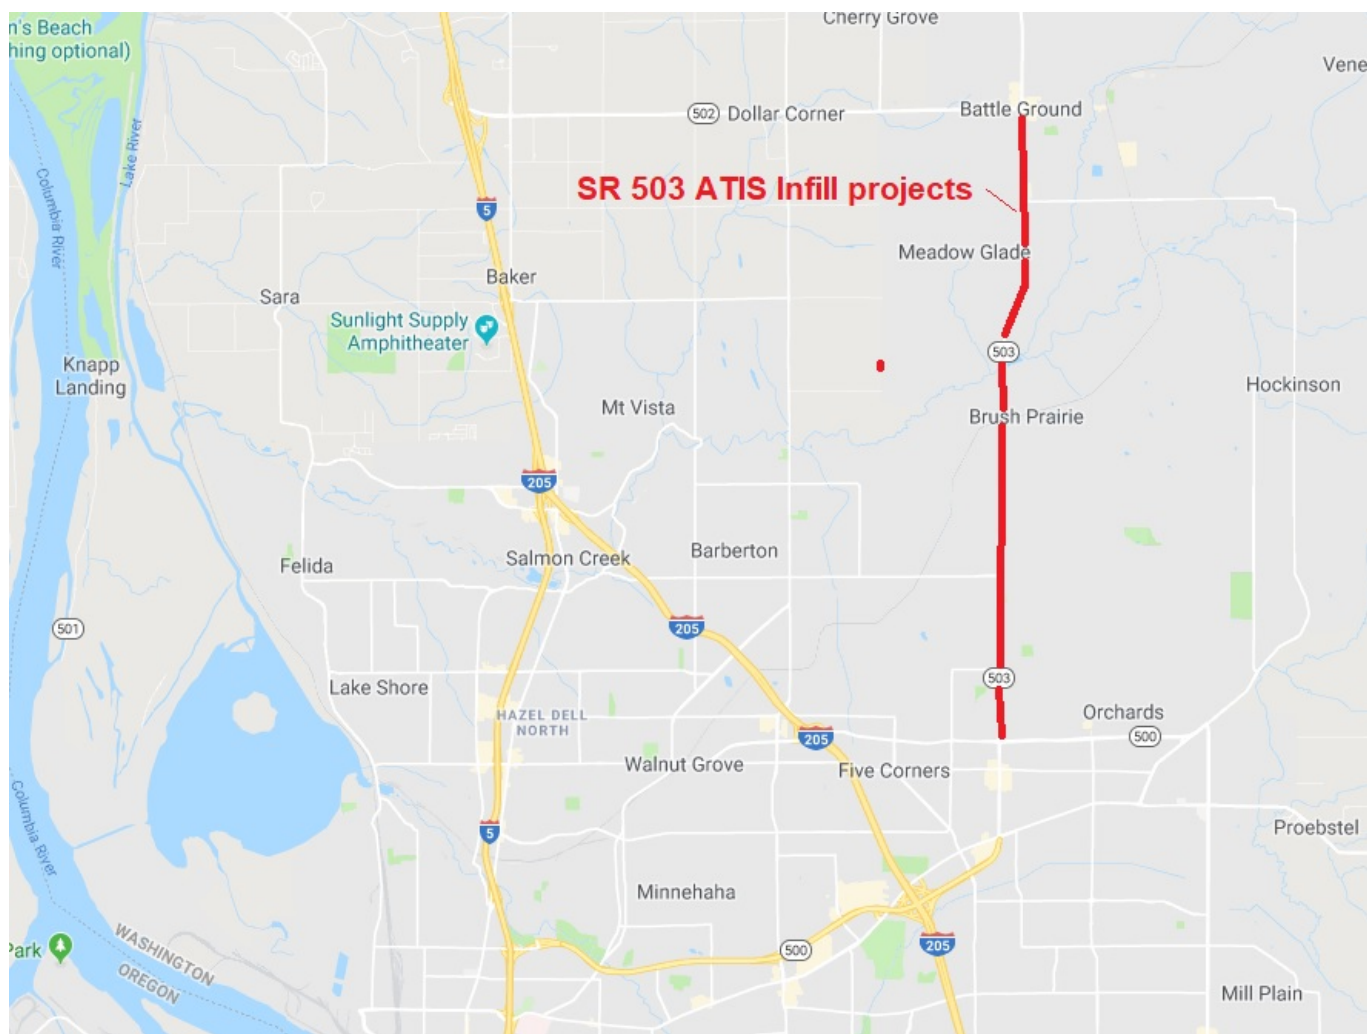 n's Beach
hing optional)
Cherry Grove
Vene
Lake River
Columbia River
502
Dollar Corner
Battle Ground
SR 503 ATIS Infill projects
5
Meadow Glade
Baker
Sara
Sunlight Supply
Amphitheater
503
Knapp
Landing
Hockinson
Mt Vista
Brush Prairie
205
Salmon Creek
Barberton
Felida
501
205
503
Lake Shore
HAZEL DELL
NORTH
Orchards
500
205
Walnut Grove
Five Corners
Columbia River
5
Proebstel
Minnehaha
Park
WASHINGTON
OREGON
500
205
Mill Plain